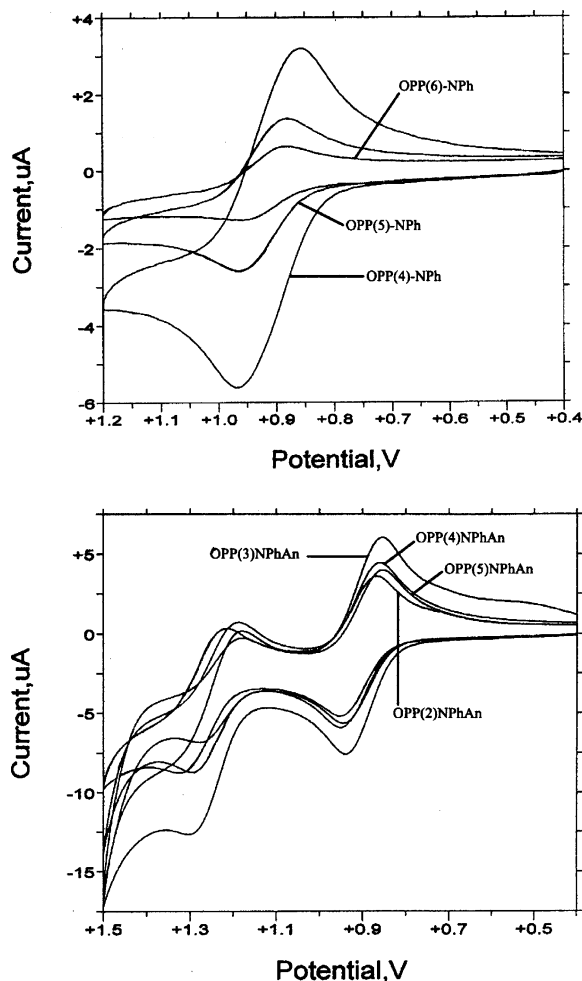 +4
+2
0
-2
-4
-6
Current,uA
OPP(6)-NPh
OPP(5)-NPh
OPP(4)-NPh
+1.2 +1.1 +1.0 +0.9 +0.8 +0.7 +0.6 +0.5 +0.4
Potential,V
+5
0
-5
-10
-15
Current,uA
OPP(3)NPhAn
OPP(4)NPhAn
OPP(5)NPhAn
OPP(2)NPhAn
+1.5 +1.3 +1.1 +0.9 +0.7 +0.5
Potential,V